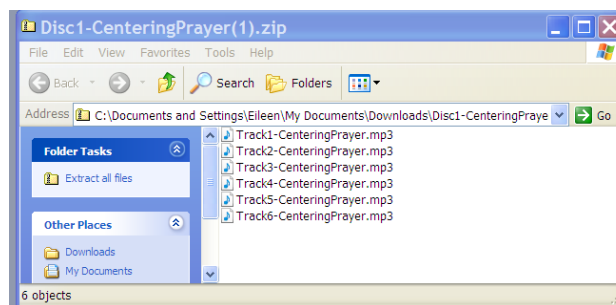 Disc1-CenteringPrayer(1).zip
File Edit View Favorites Tools Help
Back Search Folders
Address C:\Documents and Settings\Eileen\My Documents\Downloads\Disc1-CenteringPraye Go
Folder Tasks
Extract all files
Other Places
Downloads
My Documents
Track1-CenteringPrayer.mp3
Track2-CenteringPrayer.mp3
Track3-CenteringPrayer.mp3
Track4-CenteringPrayer.mp3
Track5-CenteringPrayer.mp3
Track6-CenteringPrayer.mp3
6 objects